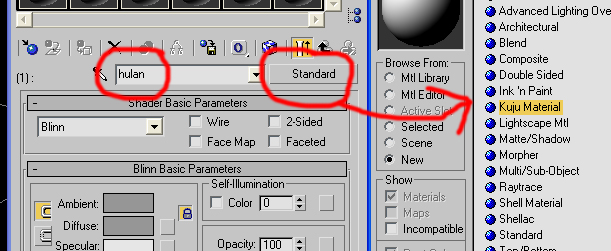 (1) :
hulan
Standard
Shader Basic Parameters
Blinn
Wire
2-Sided
Face Map
Faceted
Blinn Basic Parameters
Ambient:
Diffuse:
Specular:
Self-Illumination
Color
0
Opacity:
100
Browse From:
Mtl Library
Mtl Editor
Active Slot
Selected
Scene
New
Show
Materials
Maps
Incompatible
Advanced Lighting Ove
Architectural
Blend
Composite
Double Sided
Ink 'n Paint
Kuju Material
Lightscape Mtl
Matte/Shadow
Morpher
Multi/Sub-Object
Raytrace
Shell Material
Shellac
Standard
Top/Bottom